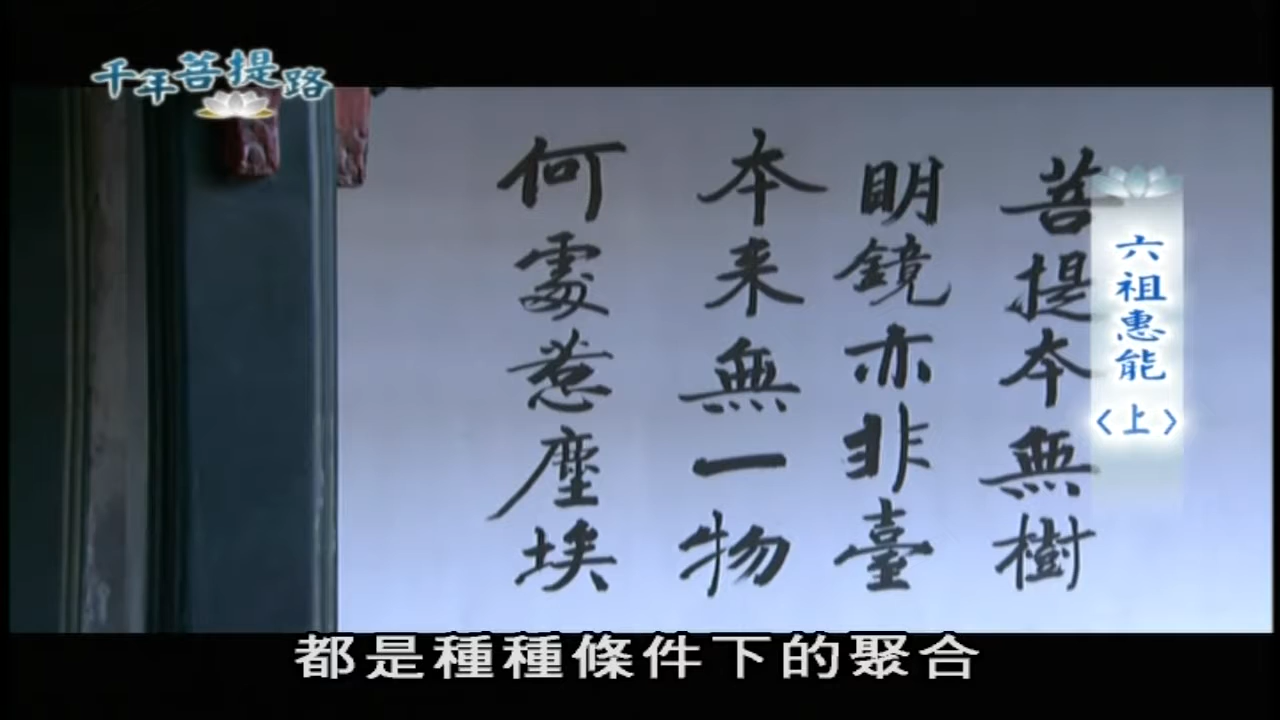 千年菩提路
菩提本無樹
明鏡亦非臺
本来無一物
何處惹塵埃
六祖惠能
〈上〉
都是種種條件下的聚合